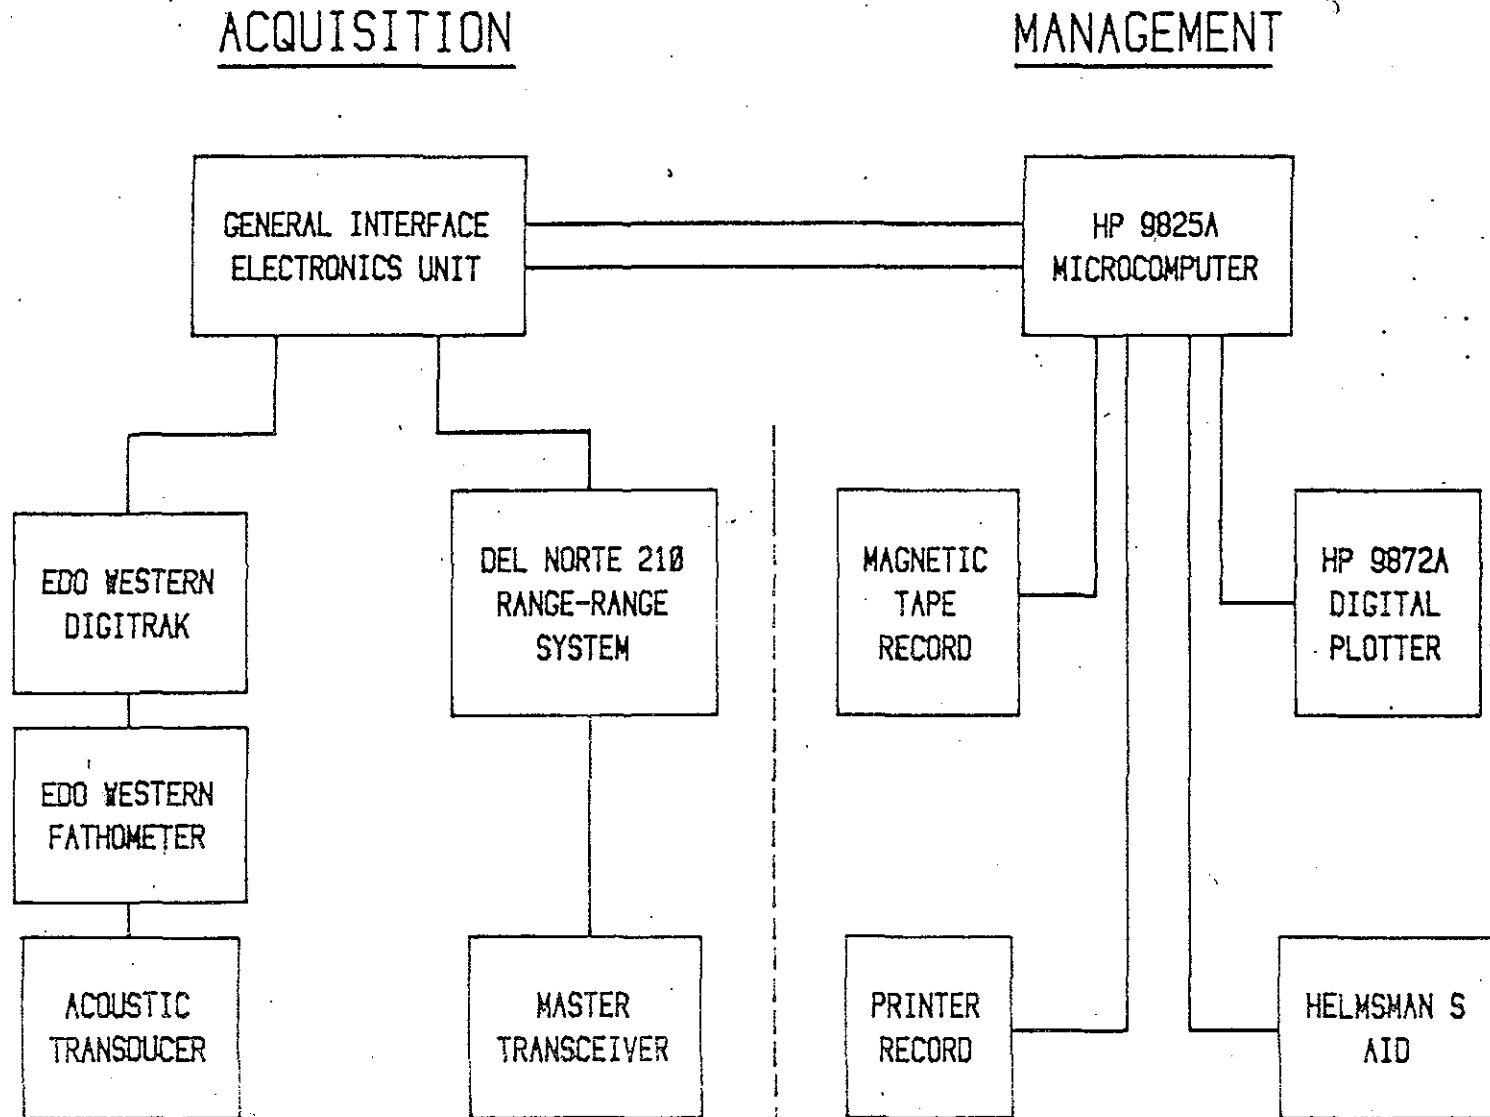 ACQUISITION
MANAGEMENT
GENERAL INTERFACE
ELECTRONICS UNIT
HP 9825A
MICROCOMPUTER
EDO WESTERN
DIGITRAK
DEL NORTE 210
RANGE-RANGE
SYSTEM
MAGNETIC
TAPE
RECORD
HP 9872A
DIGITAL
PLOTTER
EDO WESTERN
FATHOMETER
ACOUSTIC
TRANSDUCER
MASTER
TRANSCEIVER
PRINTER
RECORD
HELMSMAN S
AID